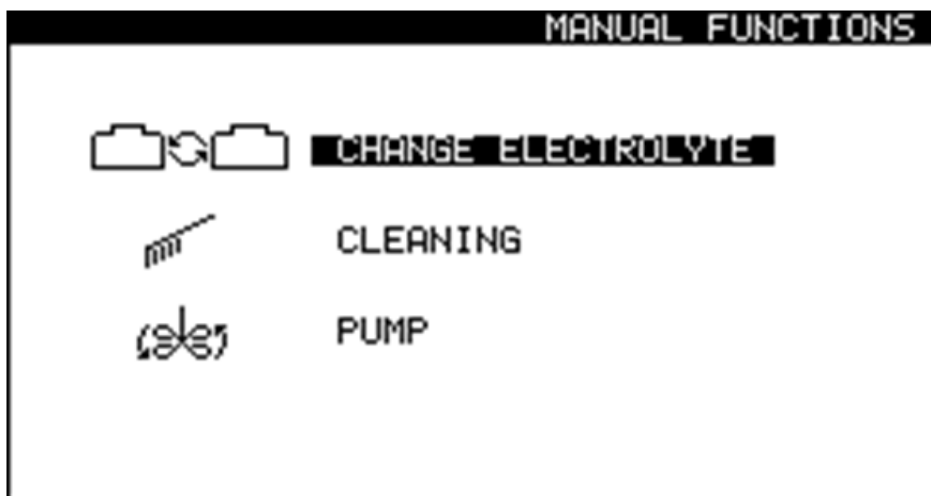 MANUAL FUNCTIONS
CHANGE ELECTROLYTE
CLEANING
PUMP